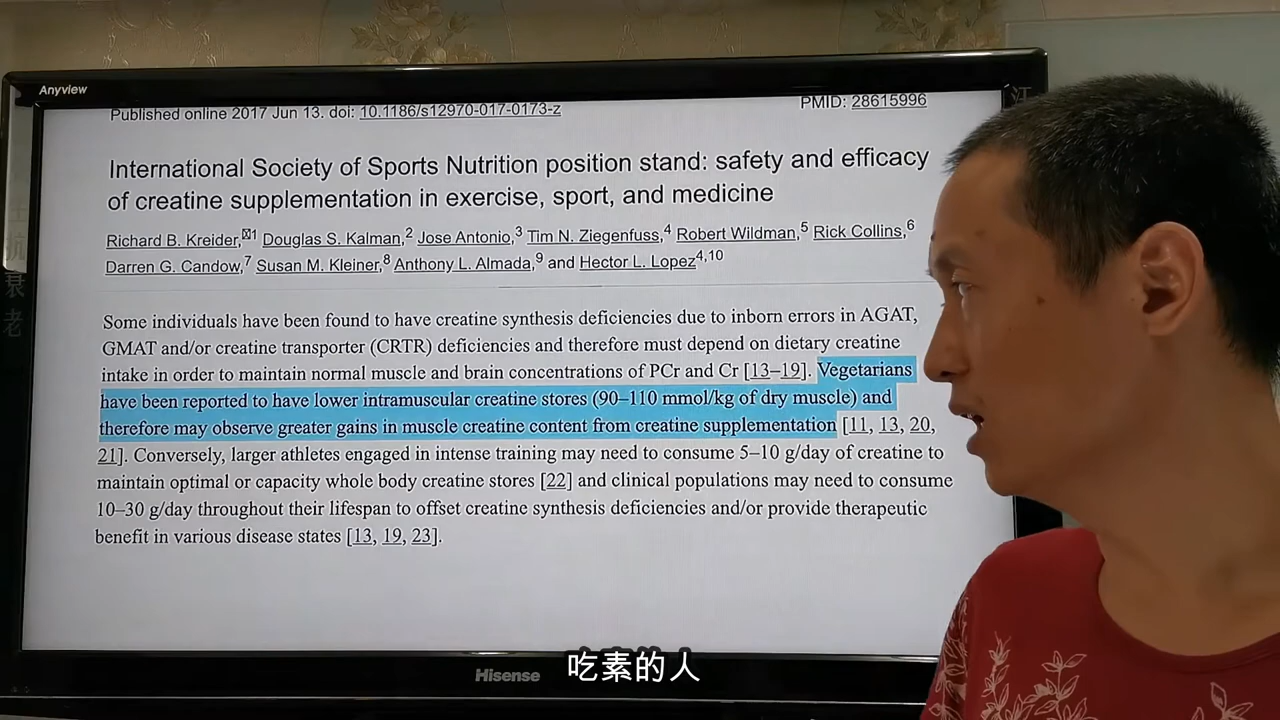 Anyview
Published online 2017 Jun 13. doi: 10.1186/s12970-017-0173-z
PMID: 28615996
International Society of Sports Nutrition position stand: safety and efficacy
of creatine supplementation in exercise, sport, and medicine
Richard B. Kreider,1 Douglas S. Kalman,2 Jose Antonio,3 Tim N. Ziegenfuss,4 Robert Wildman,5 Rick Collins,6
Darren G. Candow,7 Susan M. Kleiner,8 Anthony L. Almada,9 and Hector L. Lopez4,10
Some individuals have been found to have creatine synthesis deficiencies due to inborn errors in AGAT,
GMAT and/or creatine transporter (CRTR) deficiencies and therefore must depend on dietary creatine
intake in order to maintain normal muscle and brain concentrations of PCr and Cr [13–19]. Vegetarians
have been reported to have lower intramuscular creatine stores (90–110 mmol/kg of dry muscle) and
therefore may observe greater gains in muscle creatine content from creatine supplementation [11, 13, 20,
21]. Conversely, larger athletes engaged in intense training may need to consume 5–10 g/day of creatine to
maintain optimal or capacity whole body creatine stores [22] and clinical populations may need to consume
10–30 g/day throughout their lifespan to offset creatine synthesis deficiencies and/or provide therapeutic
benefit in various disease states [13, 19, 23].
Hisense
吃素的人
抗衰老